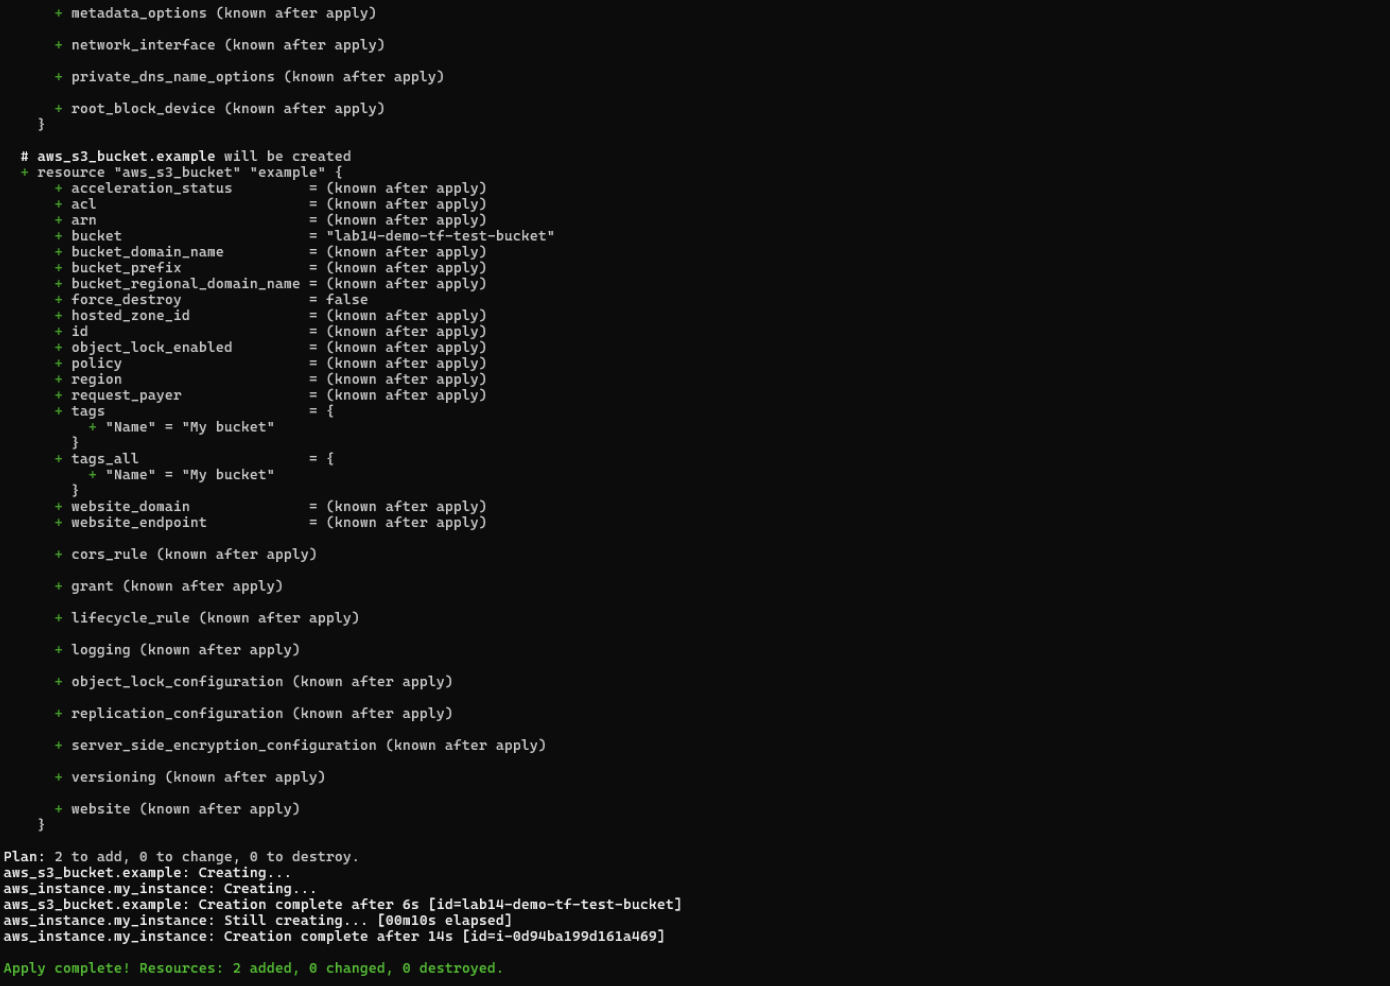 + metadata_options (known after apply)
+ network_interface (known after apply)
+ private_dns_name_options (known after apply)
+ root_block_device (known after apply)
}
# aws_s3_bucket.example will be created
+ resource "aws_s3_bucket" "example" {
+ acceleration_status = (known after apply)
+ acl = (known after apply)
+ arn = (known after apply)
+ bucket = "lab14-demo-tf-test-bucket"
+ bucket_domain_name = (known after apply)
+ bucket_prefix = (known after apply)
+ bucket_regional_domain_name = (known after apply)
+ force_destroy = false
+ hosted_zone_id = (known after apply)
+ id = (known after apply)
+ object_lock_enabled = (known after apply)
+ policy = (known after apply)
+ region = (known after apply)
+ request_payer = (known after apply)
+ tags = {
+ "Name" = "My bucket"
}
+ tags_all = {
+ "Name" = "My bucket"
}
+ website_domain = (known after apply)
+ website_endpoint = (known after apply)
+ cors_rule (known after apply)
+ grant (known after apply)
+ lifecycle_rule (known after apply)
+ logging (known after apply)
+ object_lock_configuration (known after apply)
+ replication_configuration (known after apply)
+ server_side_encryption_configuration (known after apply)
+ versioning (known after apply)
+ website (known after apply)
}
Plan: 2 to add, 0 to change, 0 to destroy.
aws_s3_bucket.example: Creating...
aws_instance.my_instance: Creating...
aws_s3_bucket.example: Creation complete after 6s [id=lab14-demo-tf-test-bucket]
aws_instance.my_instance: Still creating... [00m10s elapsed]
aws_instance.my_instance: Creation complete after 14s [id=i-0d94ba199d161a469]
Apply complete! Resources: 2 added, 0 changed, 0 destroyed.